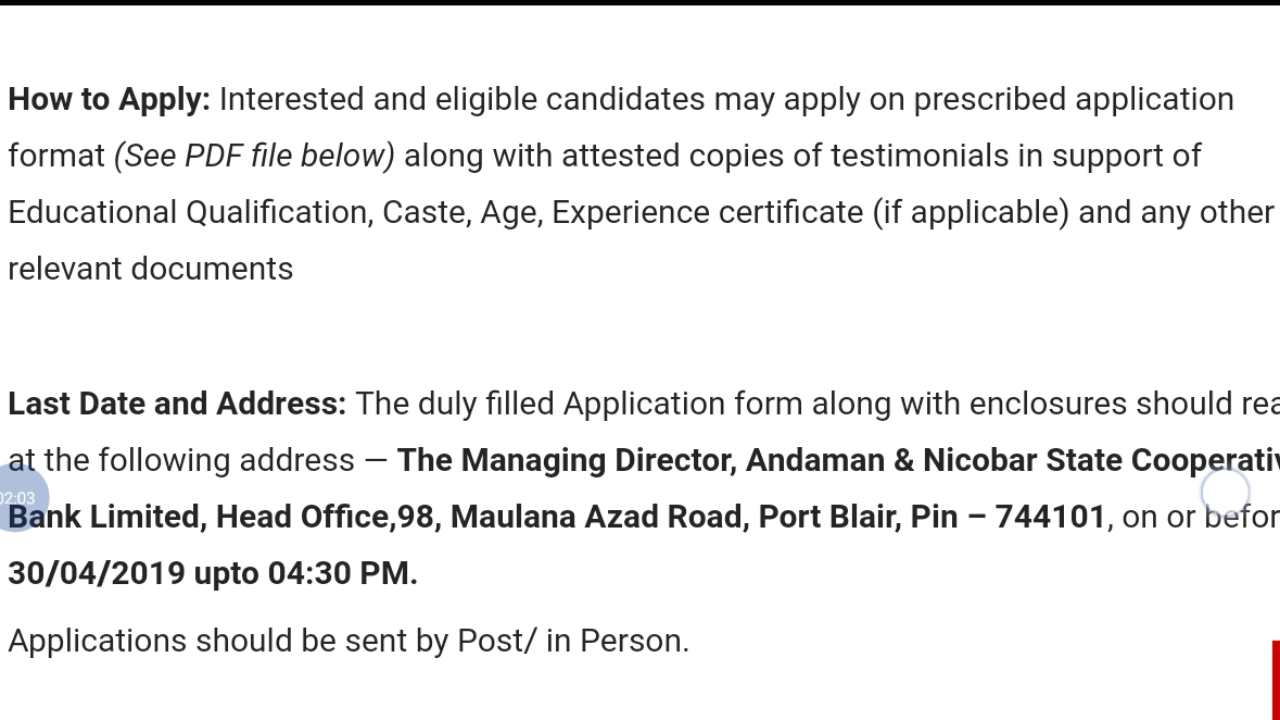 How to Apply: Interested and eligible candidates may apply on prescribed application
format (See PDF file below) along with attested copies of testimonials in support of
Educational Qualification, Caste, Age, Experience certificate (if applicable) and any other
relevant documents
Last Date and Address: The duly filled Application form along with enclosures should
at the following address — The Managing Director, Andaman & Nicobar State
02:03
Bank Limited, Head Office,98, Maulana Azad Road, Port Blair, Pin – 744101, on or
30/04/2019 upto 04:30 PM.
Applications should be sent by Post/ in Person.